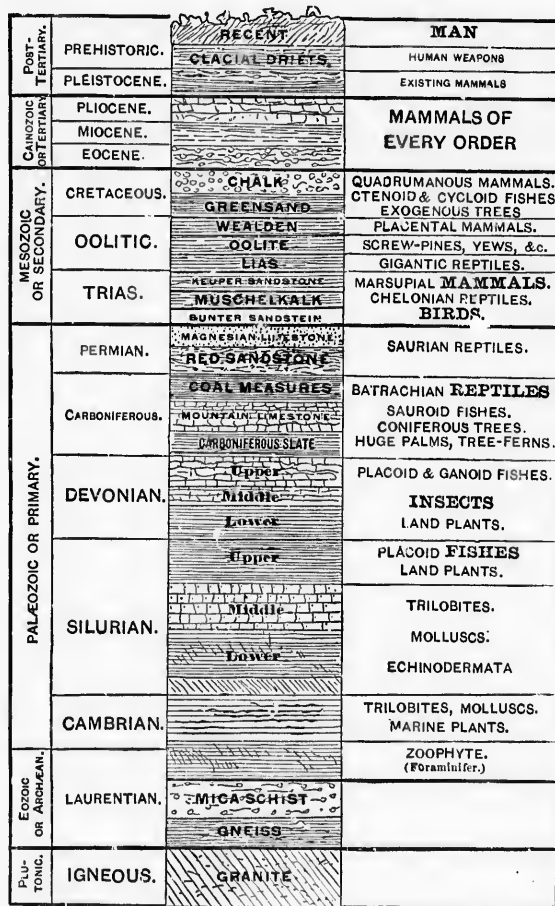 POST-
TERTIARY.
PREHISTORIC.
PLEISTOCENE.
RECENT
CLACIAL DRIFTS.
MAN
HUMAN WEAPONS
EXISTING MAMMALS
CAINOZOIC
OR TERTIARY
PLIOCENE.
MIOCENE.
EOCENE.
MAMMALS OF
EVERY ORDER
MESOZOIC
OR SECONDARY.
CRETACEOUS.
CHALK
GREENSAND
QUADRUMANOUS MAMMALS.
CTENOID & CYCLOID FISHES
EXOGENOUS TREES
OOLITIC.
WEALDEN
OOLITE
LIAS
PLACENTAL MAMMALS.
SCREW-PINES, YEWS, &c.
GIGANTIC REPTILES.
TRIAS.
KEUPER SANDSTONE
MUSCHELKALK
BUNTER SANDSTEIN
MARSUPIAL MAMMALS.
CHELONIAN REPTILES.
BIRDS.
PALÆOZOIC OR PRIMARY.
PERMIAN.
MAGNESIAN LIMESTONE
RED SANDSTONE
SAURIAN REPTILES.
CARBONIFEROUS.
COAL MEASURES
MOUNTAIN LIMESTONE
CARBONIFEROUS SLATE
BATRACHIAN REPTILES
SAUROID FISHES.
CONIFEROUS TREES.
HUGE PALMS, TREE-FERNS.
DEVONIAN.
Upper
Middle
Lower
PLACOID & GANOID FISHES.
INSECTS
LAND PLANTS.
SILURIAN.
Upper
Middle
Lower
PLACOID FISHES
LAND PLANTS.
TRILOBITES.
MOLLUSCS.
ECHINODERMATA
CAMBRIAN.
TRILOBITES, MOLLUSCS.
MARINE PLANTS.
EOZOIC
OR ARCHÆAN.
LAURENTIAN.
MICA SCHIST
GNEISS
ZOOPHYTE.
(Foraminifer.)
PLU-
TONIC.
IGNEOUS.
GRANITE